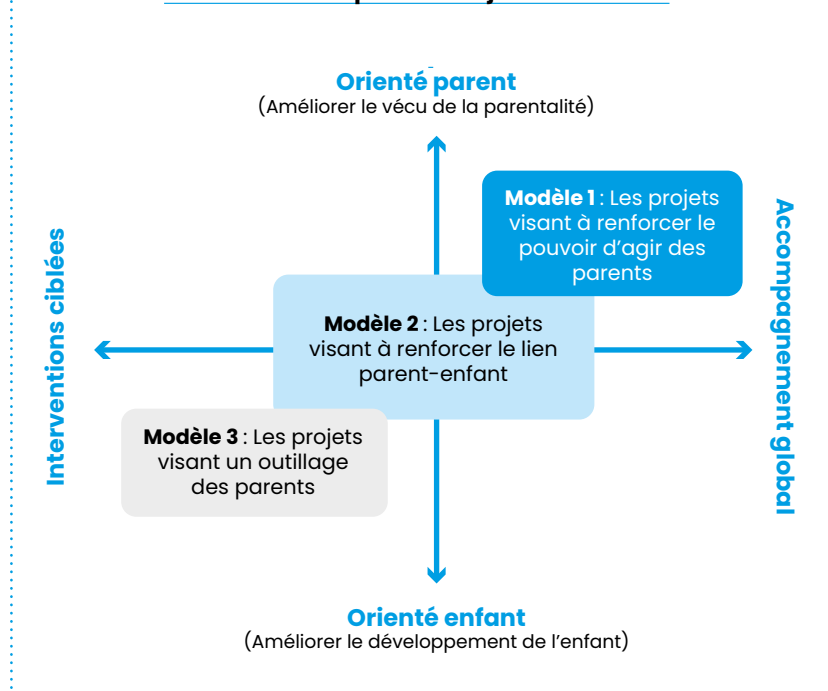 Orienté parent
(Améliorer le vécu de la parentalité)
Modèle 1 : Les projets
visant à renforcer le
pouvoir d’agir des
parents
Interventions ciblées
Accompagnement global
Modèle 2 : Les projets
visant à renforcer le lien
parent-enfant
Modèle 3 : Les projets
visant un outillage
des parents
Orienté enfant
(Améliorer le développement de l’enfant)